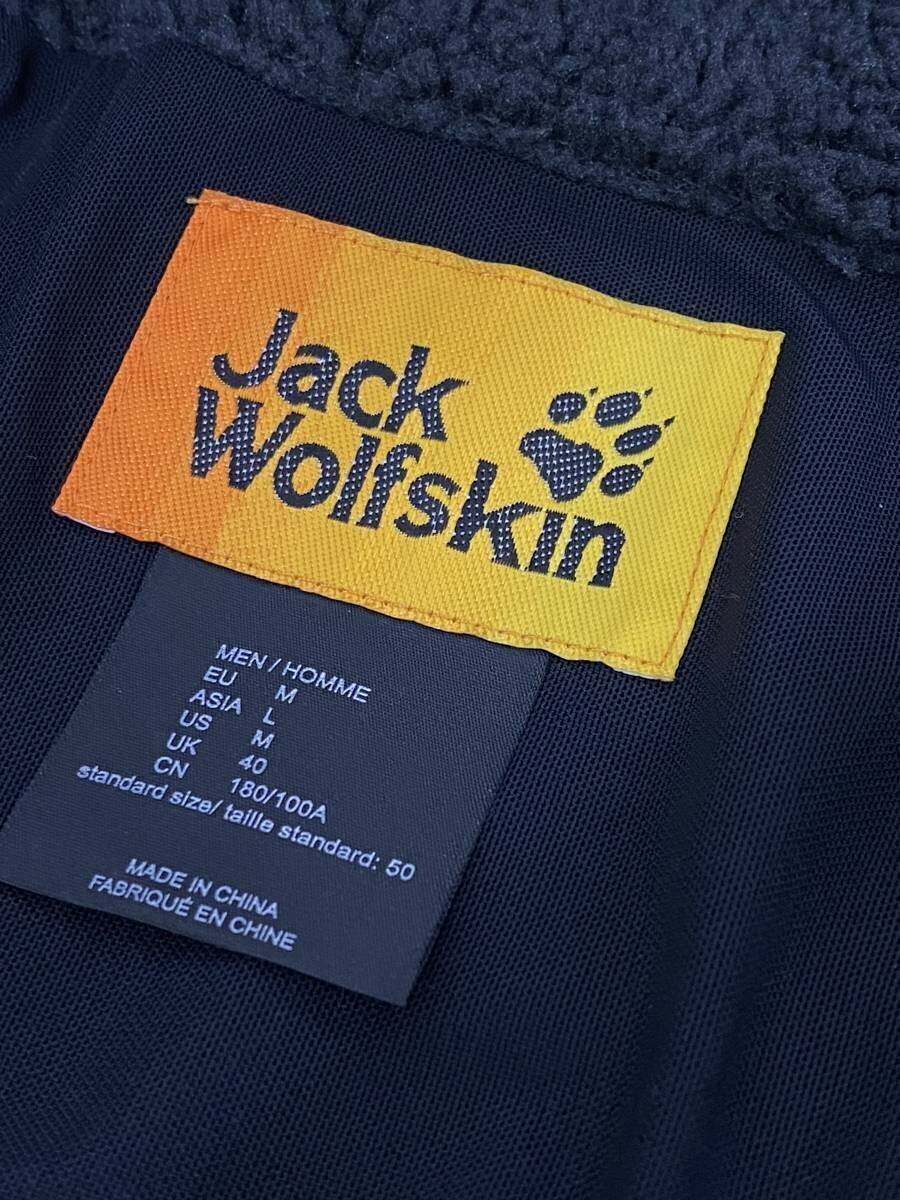 Jack
Wolfskin
MEN / HOMME
EU M
ASIA L
US M
UK 40
CN 180/100A
standard size/ taille standard: 50
MADE IN CHINA
FABRIQUÉ EN CHINE